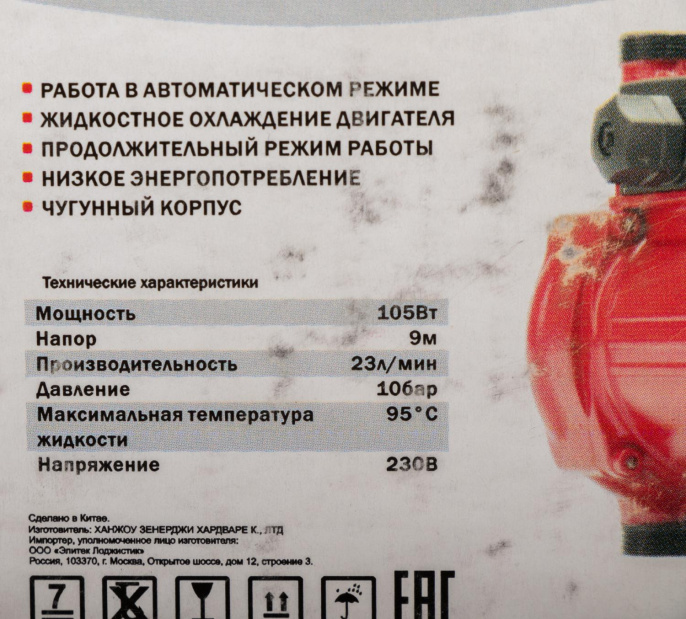 РАБОТА В АВТОМАТИЧЕСКОМ РЕЖИМЕ
ЖИДКОСТНОЕ ОХЛАЖДЕНИЕ ДВИГАТЕЛЯ
ПРОДОЛЖИТЕЛЬНЫЙ РЕЖИМ РАБОТЫ
НИЗКОЕ ЭНЕРГОПОТРЕБЛЕНИЕ
ЧУГУННЫЙ КОРПУС
Технические характеристики
Мощность 105Вт
Напор 9м
Производительность 23л/мин
Давление 10бар
Максимальная температура 95°С
жидкости
Напряжение 230В
Сделано в Китае.
Изготовитель: ХАНЖОУ ЗЕНЕРДЖИ ХАРДВАРЕ К., ЛТД
Импортер, уполномоченное лицо изготовителя:
ООО «Элитек Лоджистик»
Россия, 103370, г. Москва, Открытое шоссе, дом 12, строение 3.
7 EAC